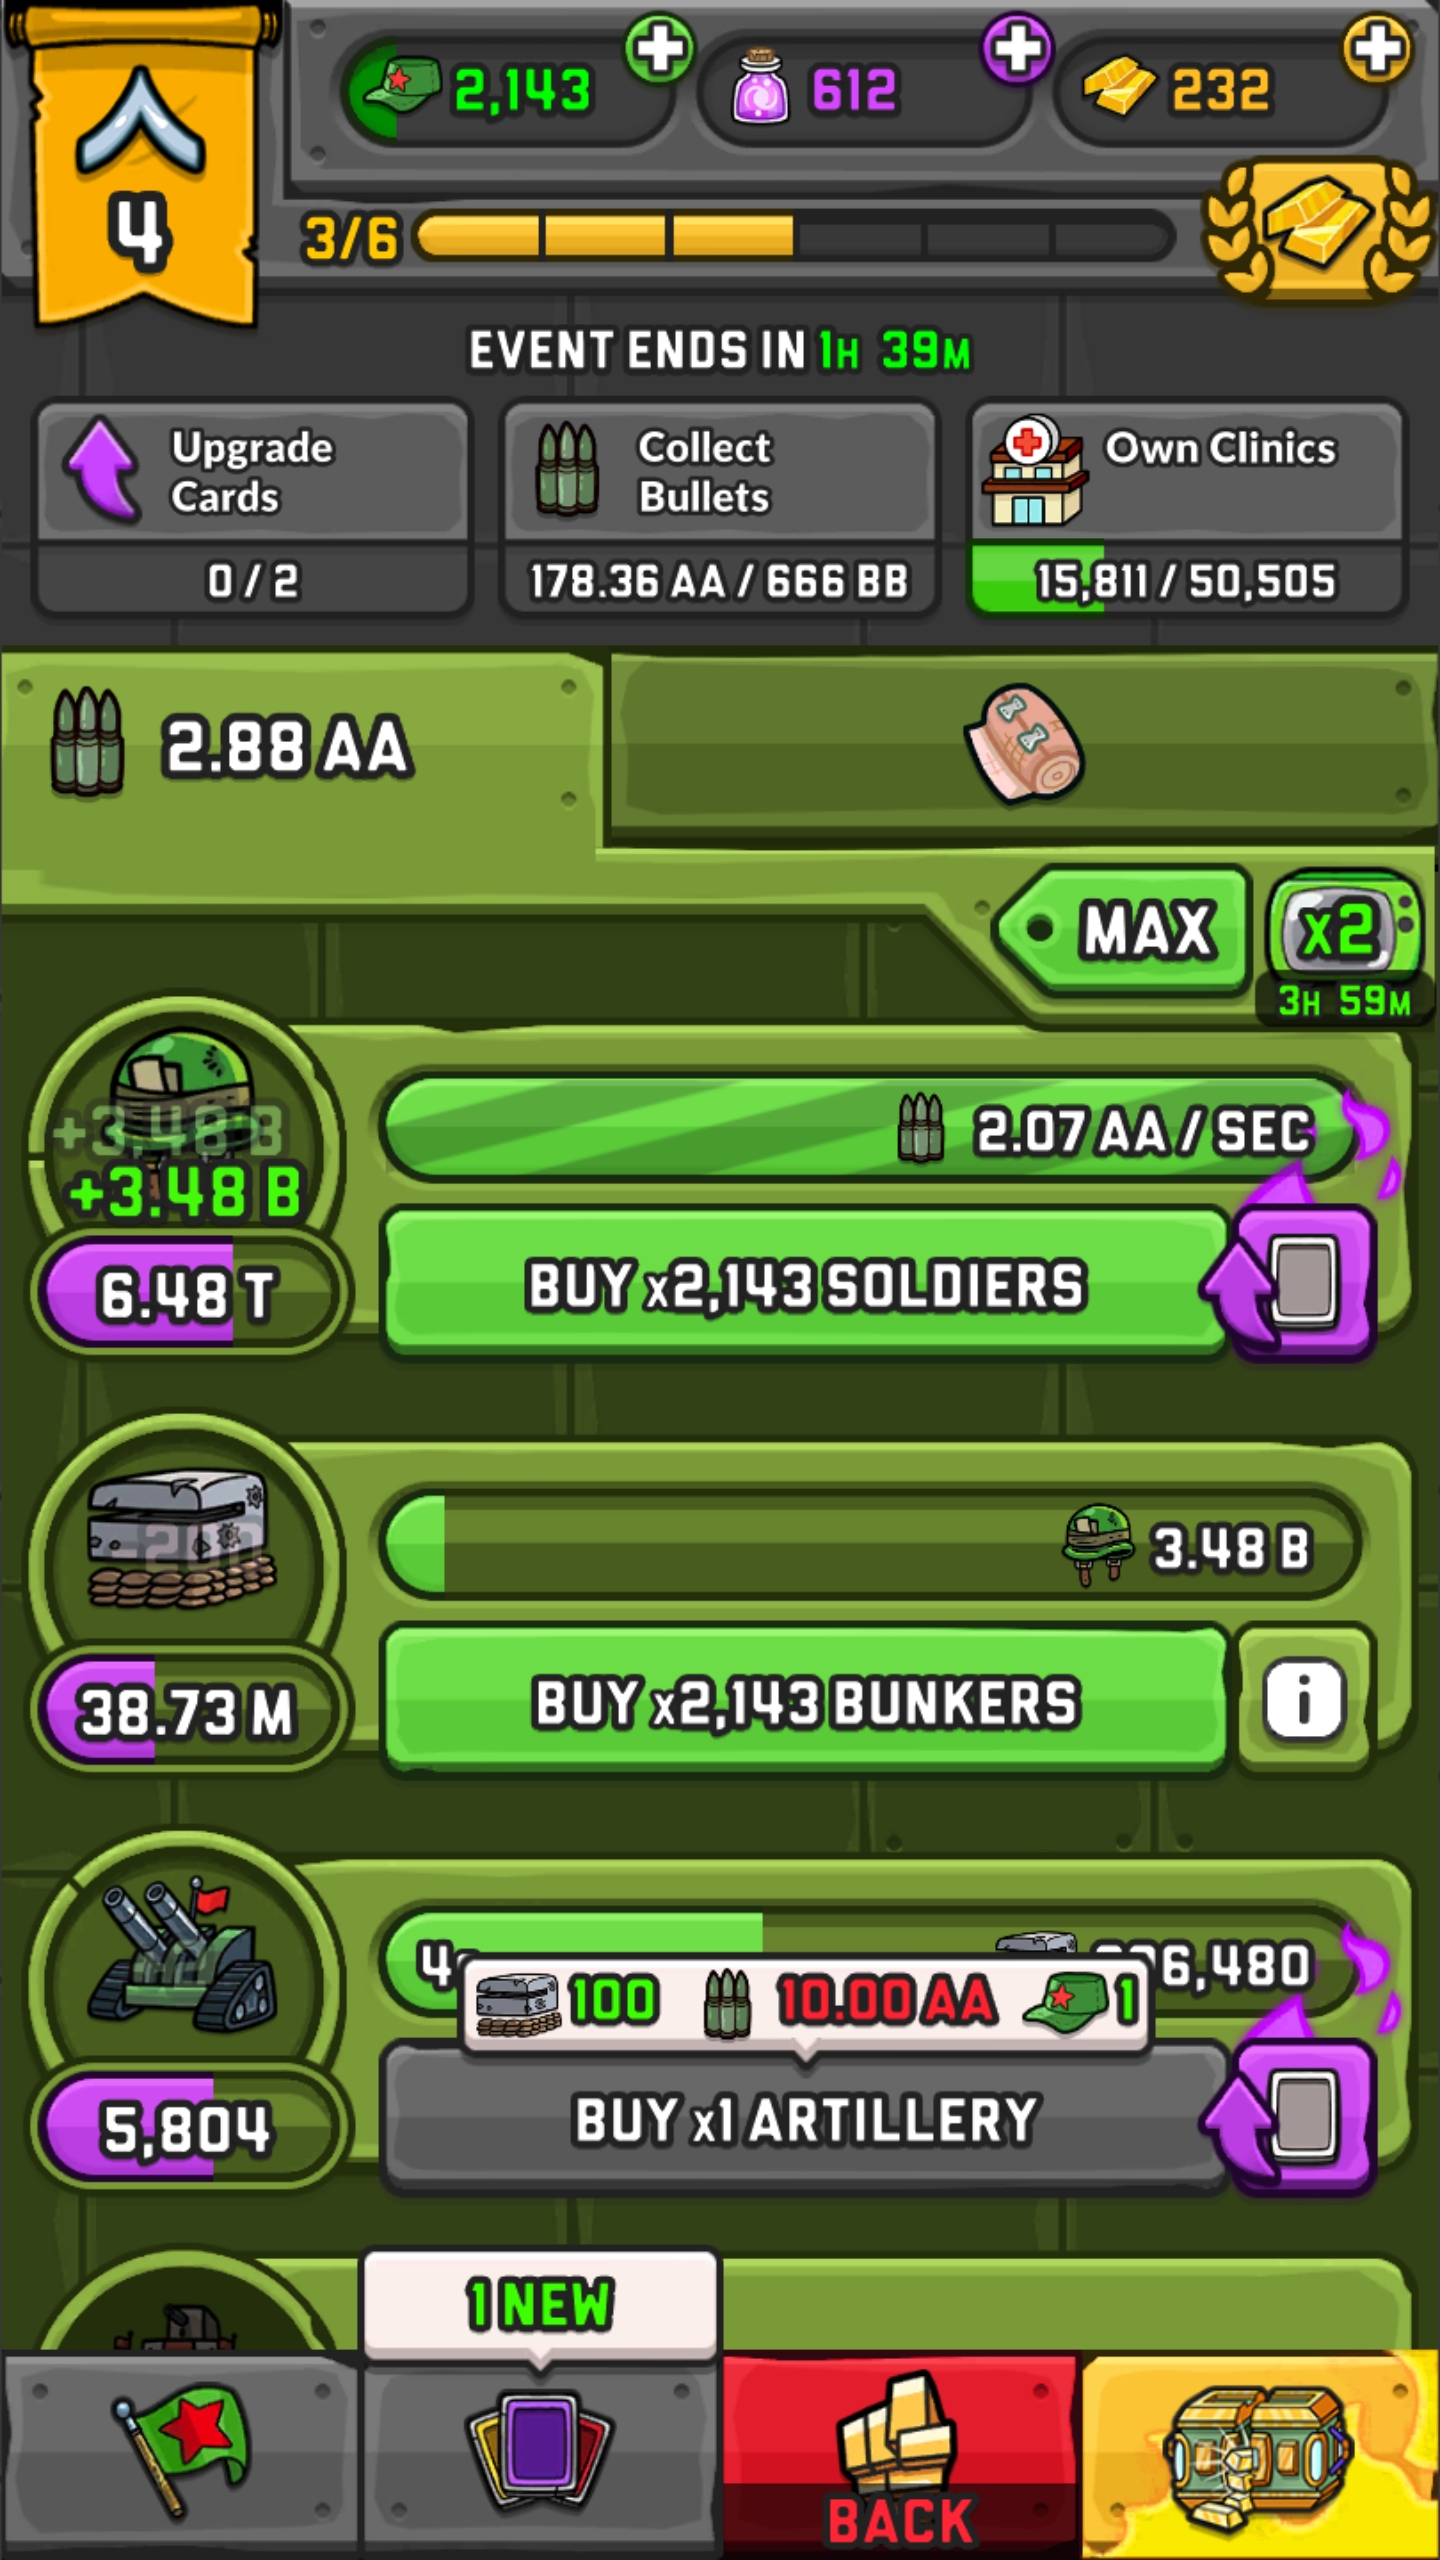 2,143
612
232
4
3/6
EVENT ENDS IN 1H 39M
Upgrade
Cards
0 / 2
Collect
Bullets
178.36 AA / 666 BB
Own Clinics
15,811 / 50,505
2.88 AA
MAX
x2
3H 59M
+3.48 B
+3.48 B
2.07 AA / SEC
6.48 T
BUY x2,143 SOLDIERS
3.48 B
38.73 M
BUY x2,143 BUNKERS
i
6,480
100
10.00 AA
1
5,804
BUY x1 ARTILLERY
1 NEW
BACK